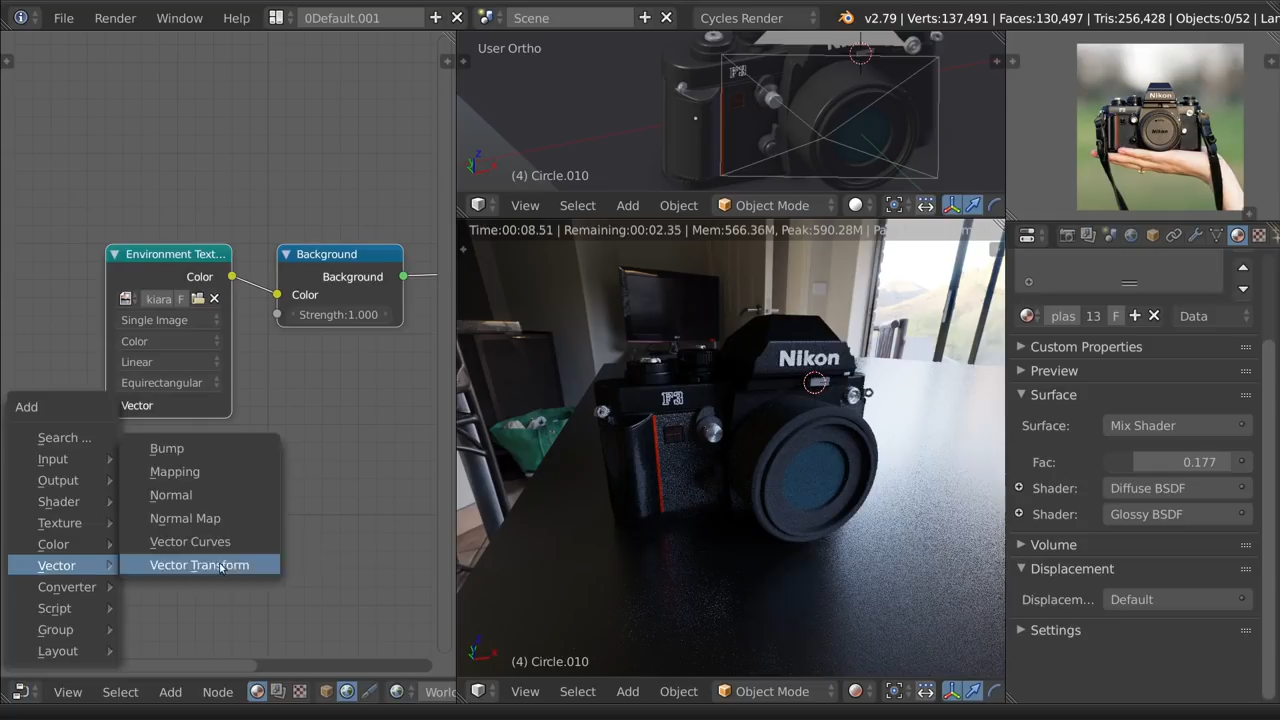 File Render Window Help 0Default.001 Scene Cycles Render v2.79 | Verts:137,491 | Faces:130,497 | Tris:256,428 | Objects:0/52
User Ortho
F3
(4) Circle.010
View Select Add Object Object Mode
Nikon
Nikon
Time:00:08.51 | Remaining:00:02.35 | Mem:566.36M, Peak:590.28M
Environment Text...
Color
kiara F
Single Image
Color
Linear
Equirectangular
Vector
Background
Background
Color
Strength:1.000
Add
Search ...
Input
Output
Shader
Texture
Color
Vector
Converter
Script
Group
Layout
Bump
Mapping
Normal
Normal Map
Vector Curves
Vector Transform
Nikon
F3
(4) Circle.010
plas 13 F Data
Custom Properties
Preview
Surface
Surface: Mix Shader
Fac: 0.177
Shader: Diffuse BSDF
Shader: Glossy BSDF
Volume
Displacement
Displacem... Default
Settings
View Select Add Node World
View Select Add Object Object Mode